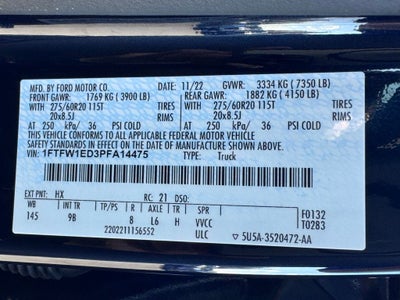 MFD. BY FORD MOTOR CO. 11/22 GVWR: 3334 KG ( 7350 LB)
FRONT GAWR: 1769 KG ( 3900 LB) REAR GAWR: 1882 KG ( 4150 LB)
WITH WITH
275/60R20 115T TIRES 275/60R20 115T TIRES
20x8.5J RIMS 20x8.5J RIMS
AT 250 kPa/ 36 PSI COLD AT 250 kPa/ 36 PSI COLD
THIS VEHICLE CONFORMS TO ALL APPLICABLE FEDERAL MOTOR VEHICLE
SAFETY STANDARDS IN EFFECT ON THE DATE OF MANUFACTURE SHOWN ABOVE.
VIN: 1FTFW1ED3PFA14475 TYPE: Truck
EXT PNT: HX RC: 21 DSO: F0132
WB BRK TP/PS R AXLE TR SPR T0283
145 9B 8 L6 H VVCC
2202211156552 ULC 5U5A-3520472-AA